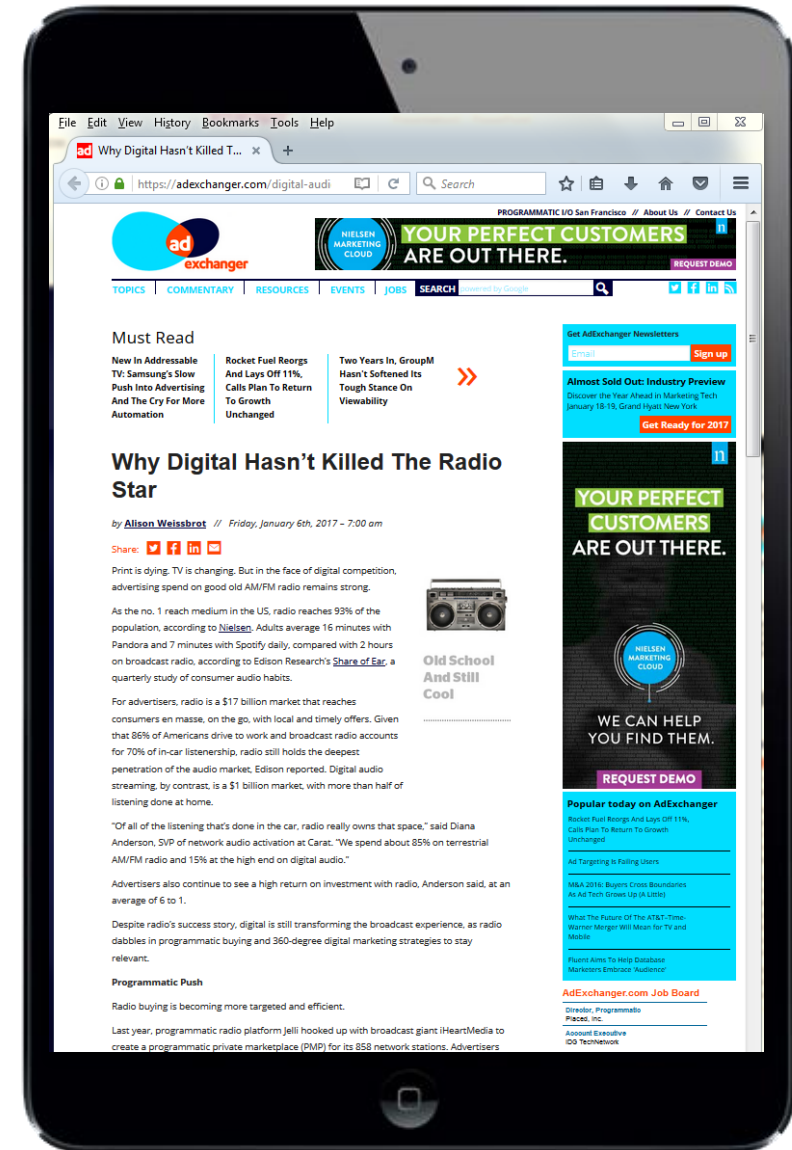 File Edit View History Bookmarks Tools Help
ad Why Digital Hasn't Killed T... × +
https://adexchanger.com/digital-audi
Search
PROGRAMMATIC I/O San Francisco // About Us // Contact Us
ad
exchanger
NIELSEN
MARKETING
CLOUD
YOUR PERFECT CUSTOMERS
ARE OUT THERE.
n
REQUEST DEMO
TOPICS COMMENTARY RESOURCES EVENTS JOBS SEARCH powered by Google
Must Read
New In Addressable
TV: Samsung's Slow
Push Into Advertising
And The Cry For More
Automation
Rocket Fuel Reorgs
And Lays Off 11%,
Calls Plan To Return
To Growth
Unchanged
Two Years In, GroupM
Hasn't Softened Its
Tough Stance On
Viewability
»
Why Digital Hasn't Killed The Radio
Star
by Alison Weissbrot // Friday, January 6th, 2017 – 7:00 am
Share:
Print is dying. TV is changing. But in the face of digital competition,
advertising spend on good old AM/FM radio remains strong.
As the no. 1 reach medium in the US, radio reaches 93% of the
population, according to Nielsen. Adults average 16 minutes with
Pandora and 7 minutes with Spotify daily, compared with 2 hours
on broadcast radio, according to Edison Research's Share of Ear, a
quarterly study of consumer audio habits.
Old School
And Still
Cool
For advertisers, radio is a $17 billion market that reaches
consumers en masse, on the go, with local and timely offers. Given
that 86% of Americans drive to work and broadcast radio accounts
for 70% of in-car listenership, radio still holds the deepest
penetration of the audio market, Edison reported. Digital audio
streaming, by contrast, is a $1 billion market, with more than half of
listening done at home.
"Of all of the listening that's done in the car, radio really owns that space," said Diana
Anderson, SVP of network audio activation at Carat. "We spend about 85% on terrestrial
AM/FM radio and 15% at the high end on digital audio."
Advertisers also continue to see a high return on investment with radio, Anderson said, at an
average of 6 to 1.
Despite radio's success story, digital is still transforming the broadcast experience, as radio
dabbles in programmatic buying and 360-degree digital marketing strategies to stay
relevant.
Programmatic Push
Radio buying is becoming more targeted and efficient.
Last year, programmatic radio platform Jelli hooked up with broadcast giant iHeartMedia to
create a programmatic private marketplace (PMP) for its 858 network stations. Advertisers
Get AdExchanger Newsletters
Email
Sign up
Almost Sold Out: Industry Preview
Discover the Year Ahead in Marketing Tech
January 18-19, Grand Hyatt New York
Get Ready for 2017
n
YOUR PERFECT
CUSTOMERS
ARE OUT THERE.
NIELSEN
MARKETING
CLOUD
WE CAN HELP
YOU FIND THEM.
REQUEST DEMO
Popular today on AdExchanger
Rocket Fuel Reorgs And Lays Off 11%,
Calls Plan To Return To Growth
Unchanged
Ad Targeting Is Failing Users
M&A 2016: Buyers Cross Boundaries
As Ad Tech Grows Up (A Little)
What The Future Of The AT&T–Time-
Warner Merger Will Mean for TV and
Mobile
Fluent Aims To Help Database
Marketers Embrace 'Audience'
AdExchanger.com Job Board
Director, Programmatic
Placed, Inc.
Account Executive
IDG TechNetwork